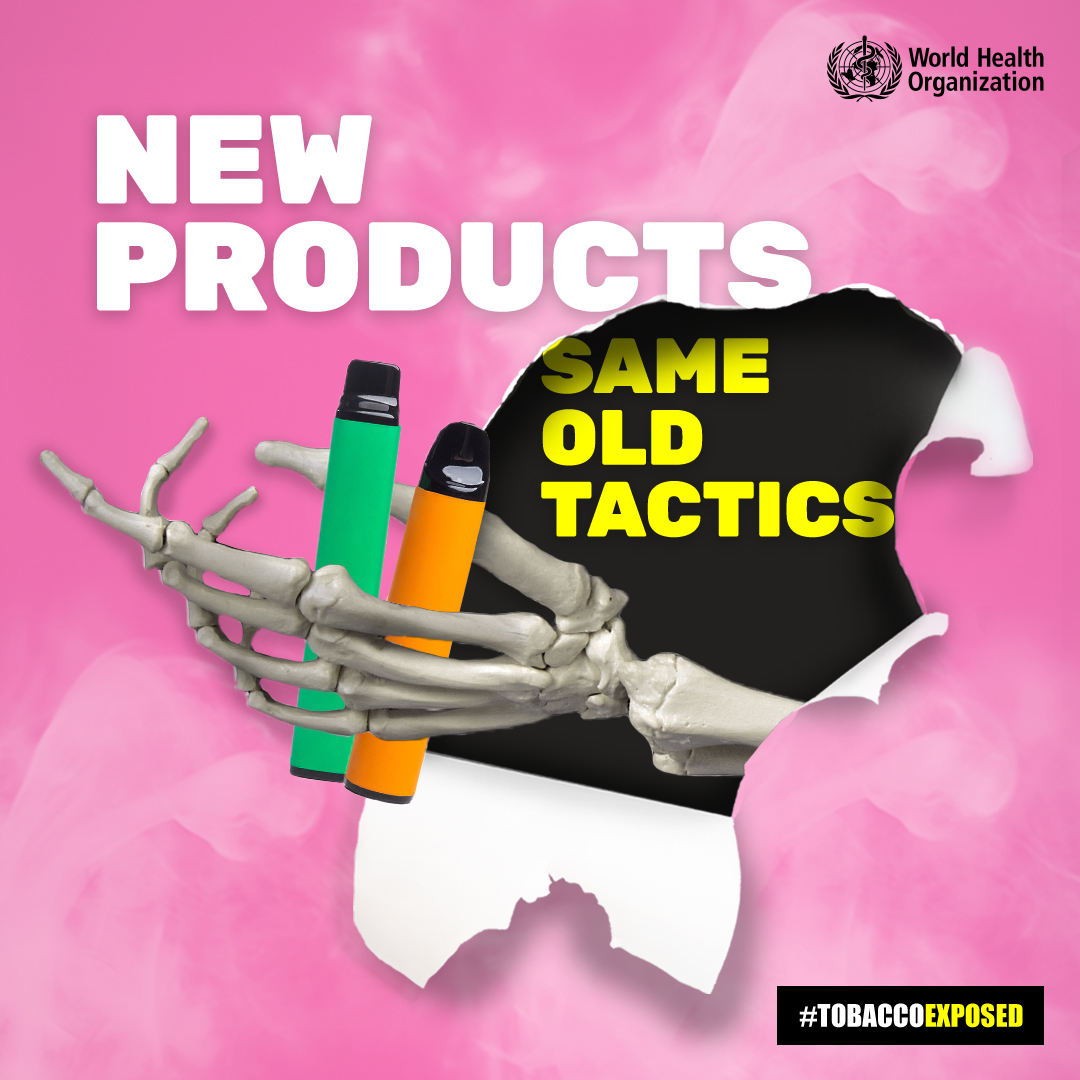 World Health
Organization
NEW
PRODUCTS
SAME
OLD
TACTICS
#TOBACCOEXPOSED